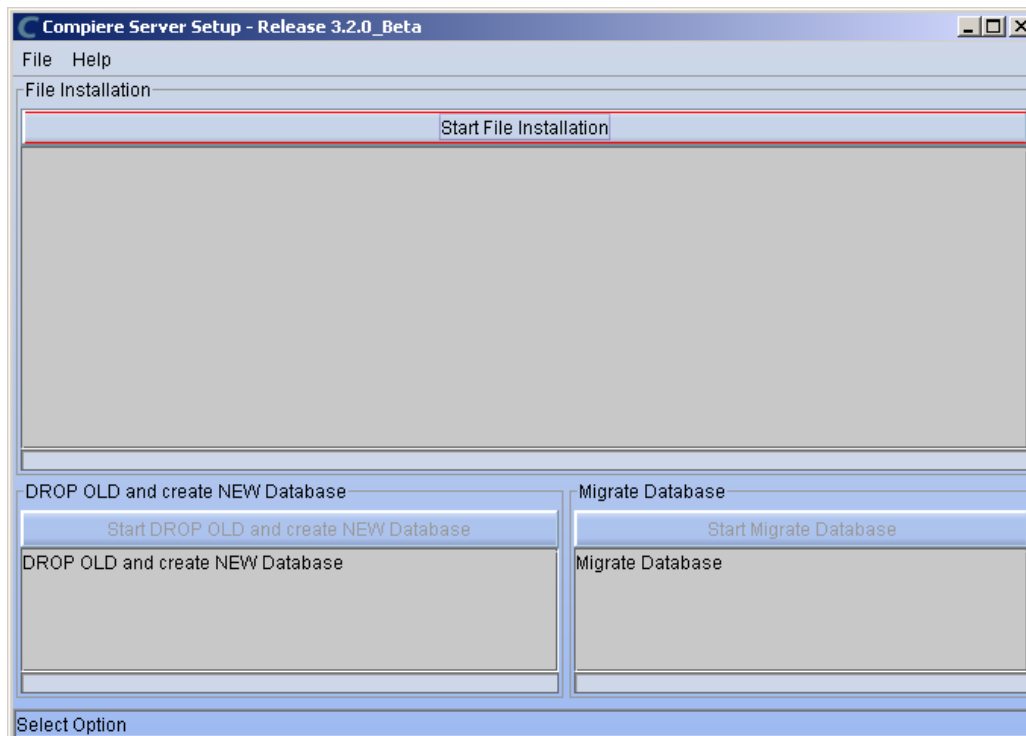 Compiere Server Setup - Release 3.2.0_Beta
File Help
File Installation
Start File Installation
DROP OLD and create NEW Database
Start DROP OLD and create NEW Database
DROP OLD and create NEW Database
Migrate Database
Start Migrate Database
Migrate Database
Select Option